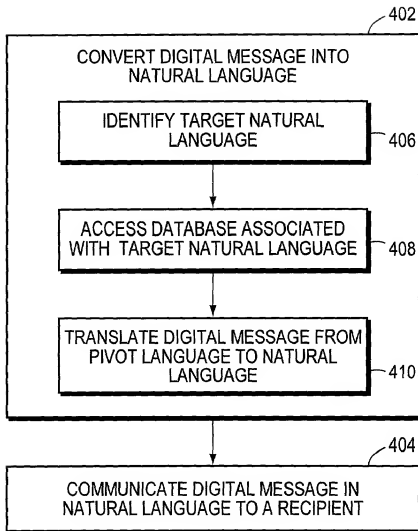 402
CONVERT DIGITAL MESSAGE INTO
NATURAL LANGUAGE
IDENTIFY TARGET NATURAL
LANGUAGE
406
ACCESS DATABASE ASSOCIATED
WITH TARGET NATURAL LANGUAGE
408
TRANSLATE DIGITAL MESSAGE FROM
PIVOT LANGUAGE TO NATURAL
LANGUAGE
410
404
COMMUNICATE DIGITAL MESSAGE IN
NATURAL LANGUAGE TO A RECIPIENT